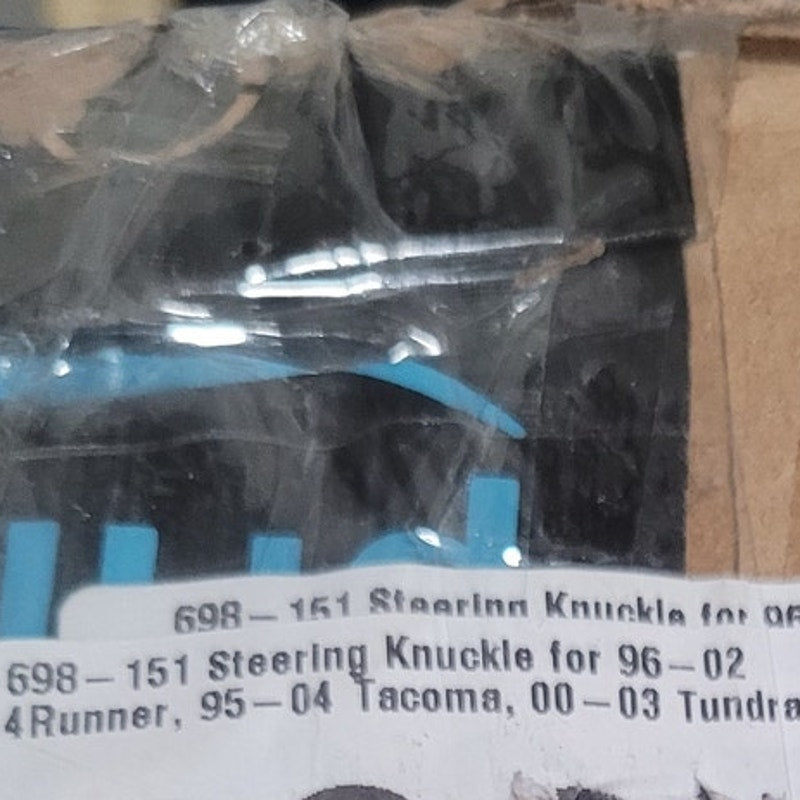 698-151 Steering Knuckle for 96
698-151 Steering Knuckle for 96-02
4Runner, 95-04 Tacoma, 00-03 Tundra